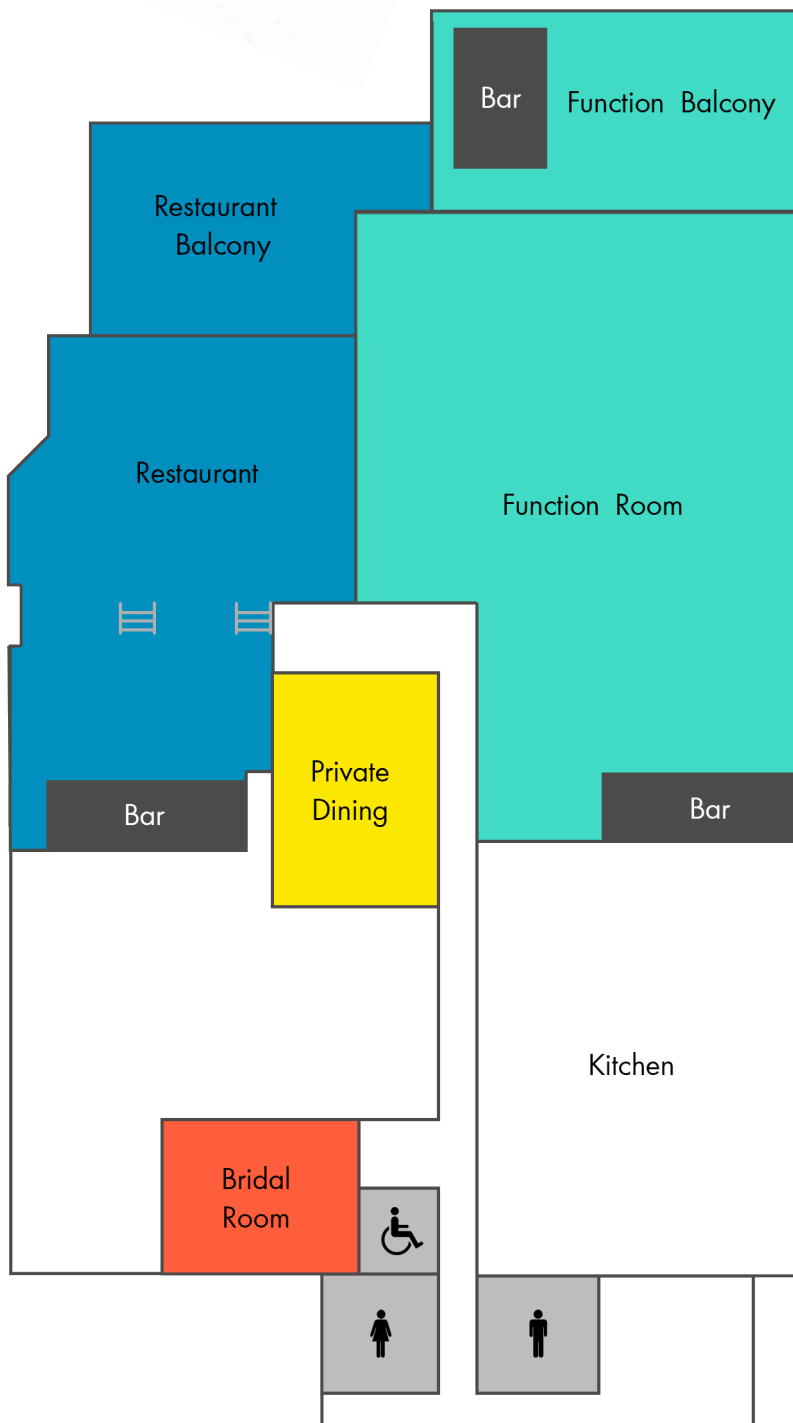 Bar
Function Balcony
Restaurant
Balcony
Restaurant
Function Room
Private
Dining
Bar
Bar
Kitchen
Bridal
Room